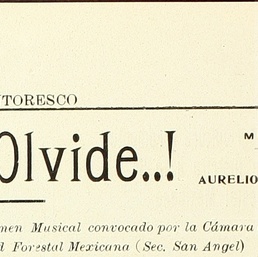 TORESCO
Olvide..!
M
AURELIO
men Musical convocado por la Cámara
l Forestal Mexicana (Sec. San Angel)